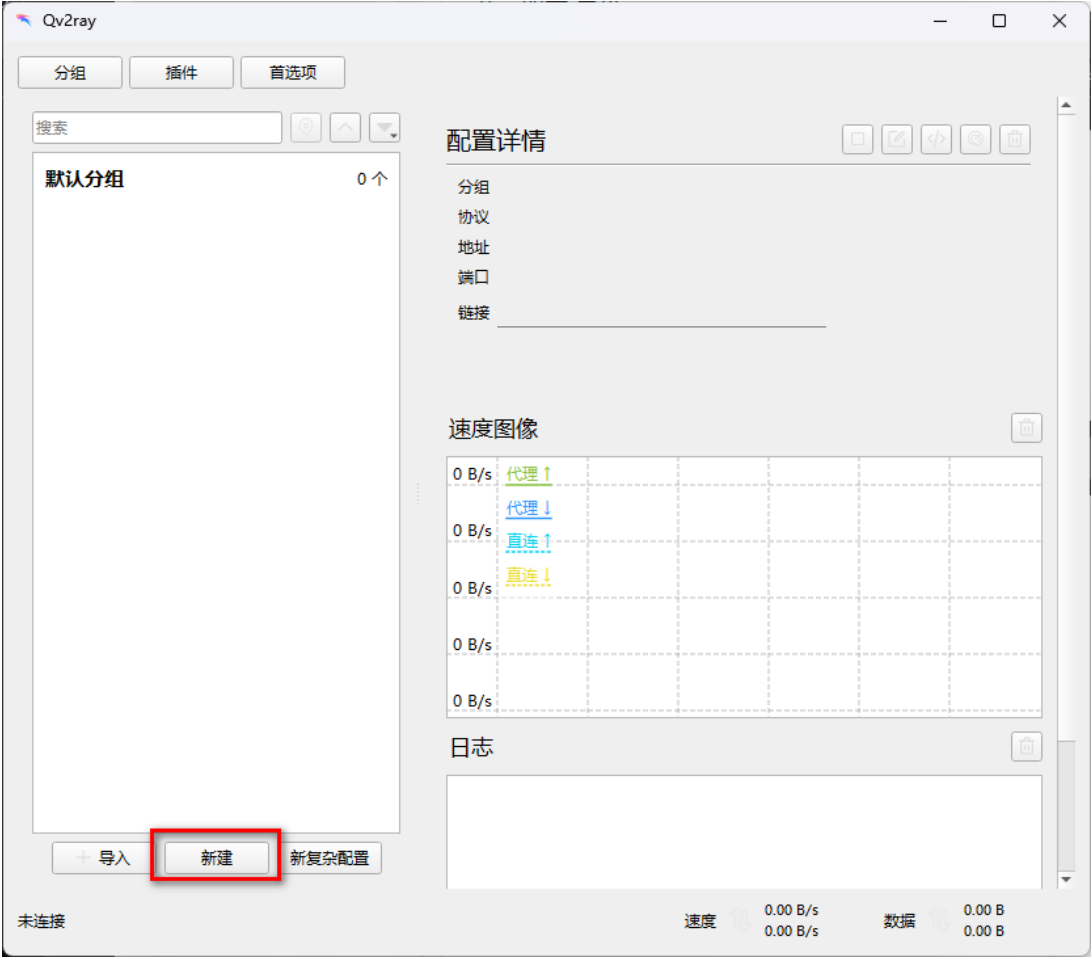 Qv2ray
分组 插件 首选项
搜索
默认分组 0 个
配置详情
分组
协议
地址
端口
链接
速度图像
0 B/s 代理 ↑
代理 ↓
0 B/s
直连 ↑
直连 ↓
0 B/s
0 B/s
0 B/s
日志
导入 新建 新复杂配置
未连接
速度 0.00 B/s
0.00 B/s
数据 0.00 B
0.00 B